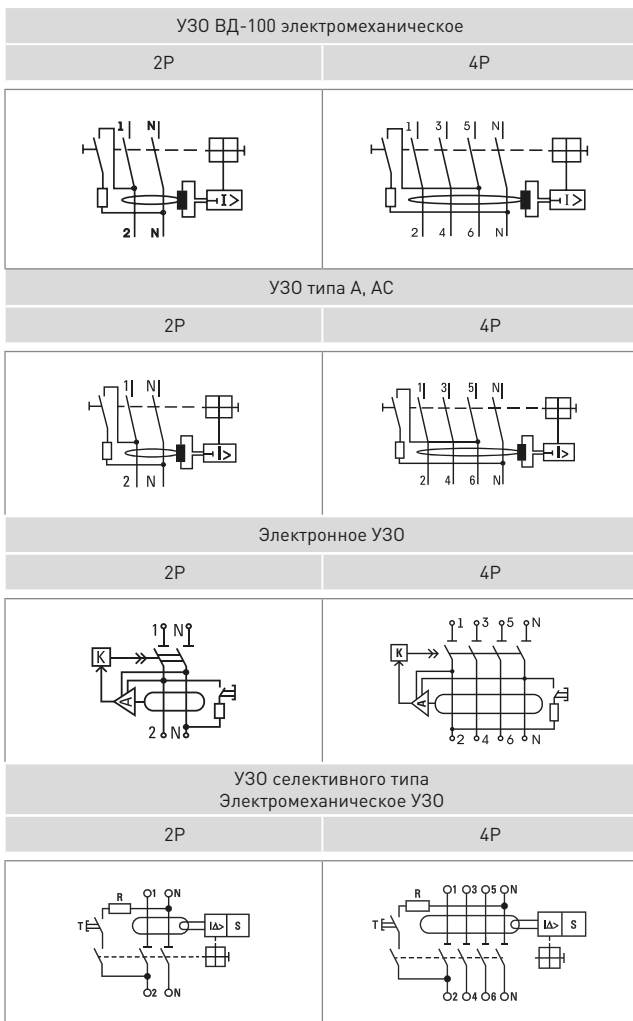 УЗО ВД-100 электромеханическое
2P 4P
1 N
I>
2 N
1 3 5 N
I>
2 4 6 N
УЗО типа А, АС
2P 4P
1 N
I>
2 N
1 3 5 N
I>
2 4 6 N
Электронное УЗО
2P 4P
1 N
K
A
2 N
1 3 5 N
K
A
2 4 6 N
УЗО селективного типа
Электромеханическое УЗО
2P 4P
R 1 N
T IΔ> S
2 N
R 1 3 5 N
T IΔ> S
2 4 6 N